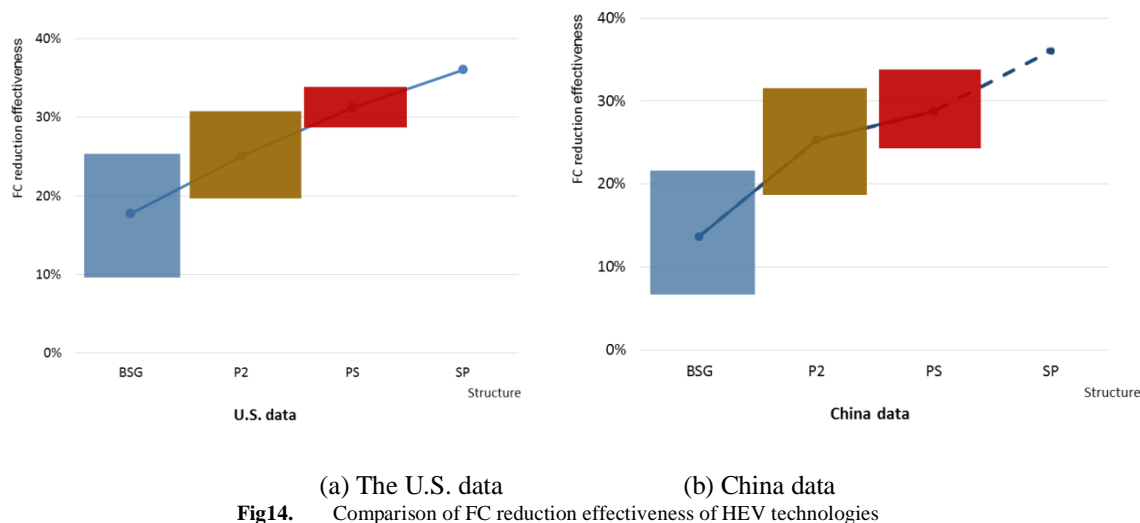 FC reduction effectiveness
40%
30%
20%
10%
0%
BSG P2 PS SP
Structure
U.S. data
FC reduction effectiveness
40%
30%
20%
10%
0%
BSG P2 PS SP
Structure
China data
(a) The U.S. data (b) China data
Fig14. Comparison of FC reduction effectiveness of HEV technologies